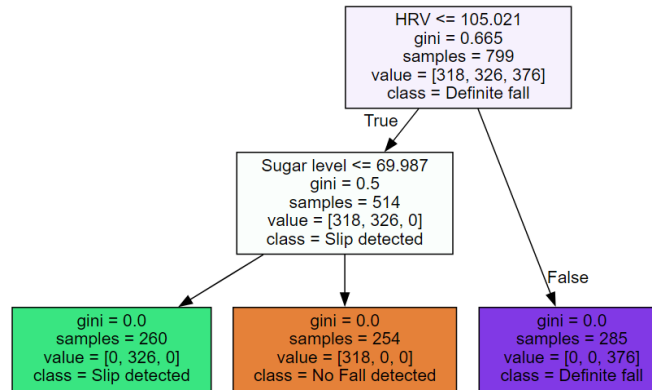 HRV <= 105.021
gini = 0.665
samples = 799
value = [318, 326, 376]
class = Definite fall
True
Sugar level <= 69.987
gini = 0.5
samples = 514
value = [318, 326, 0]
class = Slip detected
False
gini = 0.0
samples = 260
value = [0, 326, 0]
class = Slip detected
gini = 0.0
samples = 254
value = [318, 0, 0]
class = No Fall detected
gini = 0.0
samples = 285
value = [0, 0, 376]
class = Definite fall